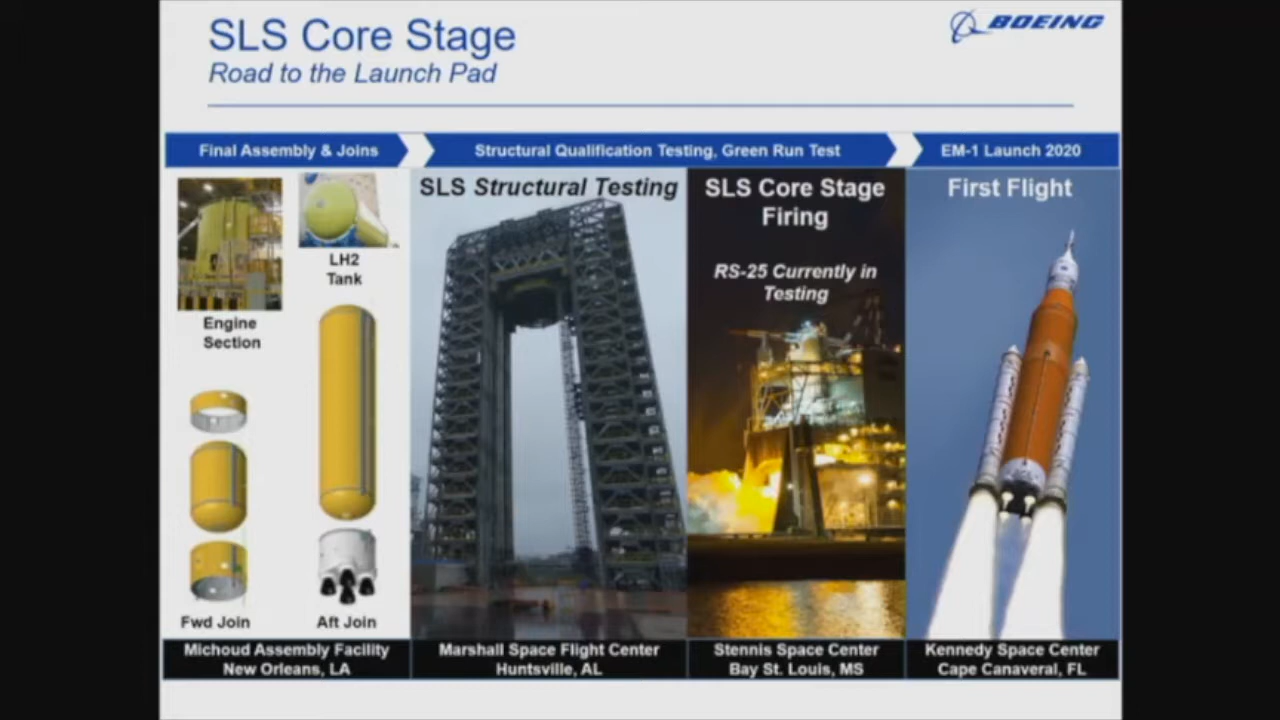 SLS Core Stage
Road to the Launch Pad
BOEING
Final Assembly & Joins
Structural Qualification Testing, Green Run Test
EM-1 Launch 2020
LH2
Tank
Engine
Section
Fwd Join
Aft Join
Michoud Assembly Facility
New Orleans, LA
SLS Structural Testing
Marshall Space Flight Center
Huntsville, AL
SLS Core Stage
Firing
RS-25 Currently in
Testing
Stennis Space Center
Bay St. Louis, MS
First Flight
Kennedy Space Center
Cape Canaveral, FL